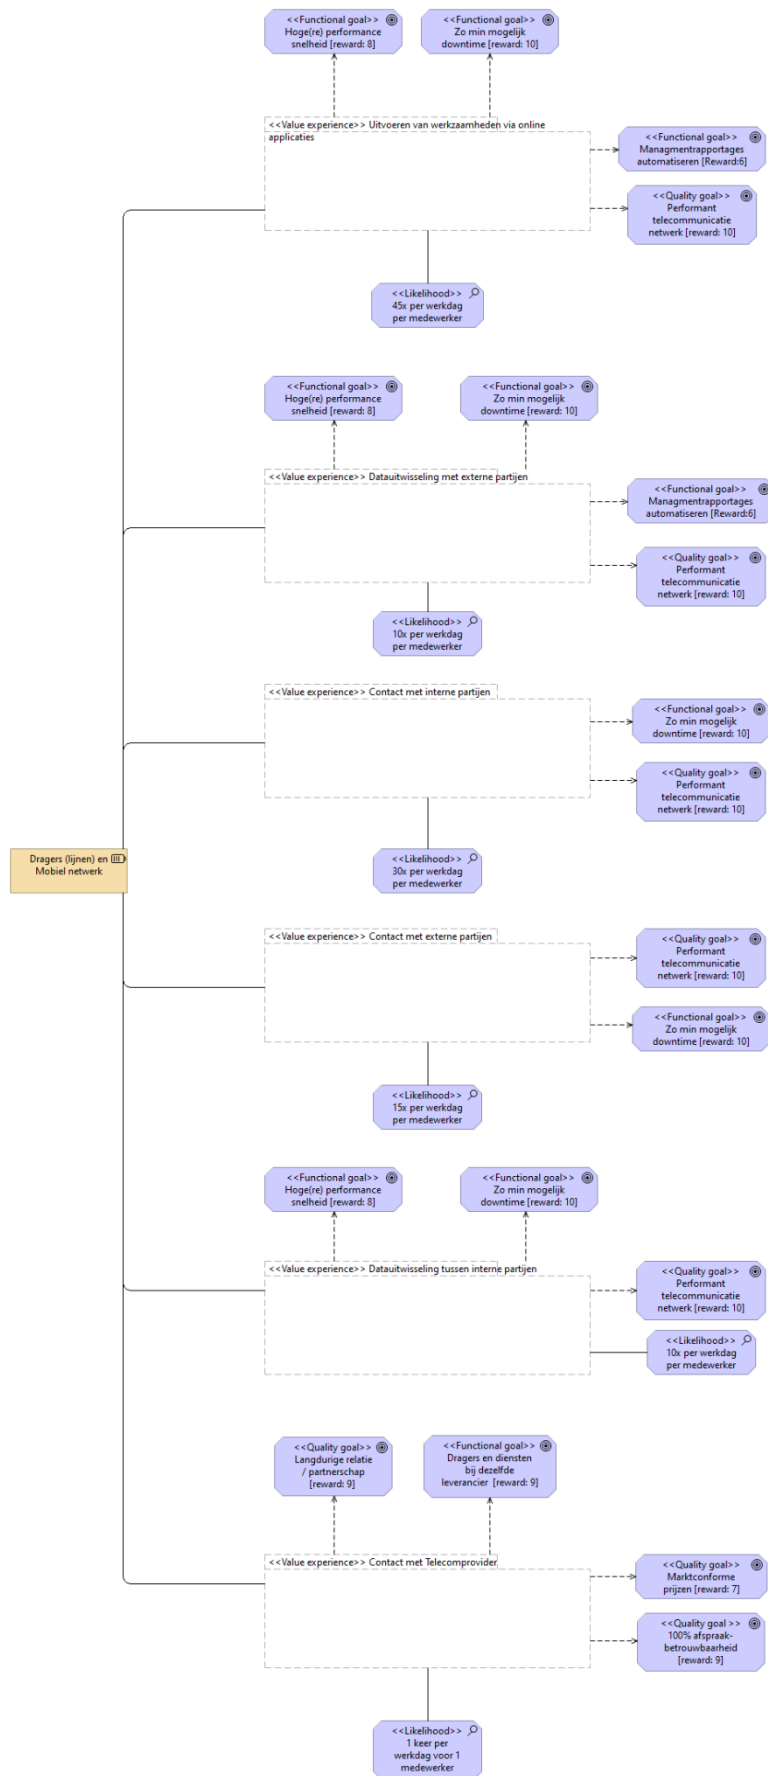 <<Functional goal>>
Hoge(re) performance
snelheid [reward: 8]
<<Functional goal>>
Zo min mogelijk
downtime [reward: 10]
<<Value experience>> Uitvoeren van werkzaamheden via online
applicaties
<<Functional goal>>
Managmentrapportages
automatiseren [Reward:6]
<<Quality goal>>
Performant
telecommunicatie
netwerk [reward: 10]
<<Likelihood>>
45x per werkdag
per medewerker
<<Functional goal>>
Hoge(re) performance
snelheid [reward: 8]
<<Functional goal>>
Zo min mogelijk
downtime [reward: 10]
<<Value experience>> Datauitwisseling met externe partijen
<<Functional goal>>
Managmentrapportages
automatiseren [Reward:6]
<<Quality goal>>
Performant
telecommunicatie
netwerk [reward: 10]
<<Likelihood>>
10x per werkdag
per medewerker
<<Value experience>> Contact met interne partijen
<<Functional goal>>
Zo min mogelijk
downtime [reward: 10]
<<Quality goal>>
Performant
telecommunicatie
netwerk [reward: 10]
<<Likelihood>>
30x per werkdag
per medewerker
Dragers (lijnen) en
Mobiel netwerk
<<Value experience>> Contact met externe partijen
<<Quality goal>>
Performant
telecommunicatie
netwerk [reward: 10]
<<Functional goal>>
Zo min mogelijk
downtime [reward: 10]
<<Likelihood>>
15x per werkdag
per medewerker
<<Functional goal>>
Hoge(re) performance
snelheid [reward: 8]
<<Functional goal>>
Zo min mogelijk
downtime [reward: 10]
<<Value experience>> Datauitwisseling tussen interne partijen
<<Quality goal>>
Performant
telecommunicatie
netwerk [reward: 10]
<<Likelihood>>
10x per werkdag
per medewerker
<<Quality goal>>
Langdurige relatie
/ partnerschap
[reward: 9]
<<Functional goal>>
Dragers en diensten
bij dezelfde
leverancier [reward: 9]
<<Value experience>> Contact met Telecomprovider
<<Quality goal>>
Marktconforme
prijzen [reward: 7]
<<Quality goal >>
100% afspraak-
betrouwbaarheid
[reward: 9]
<<Likelihood>>
1 keer per
werkdag voor 1
medewerker